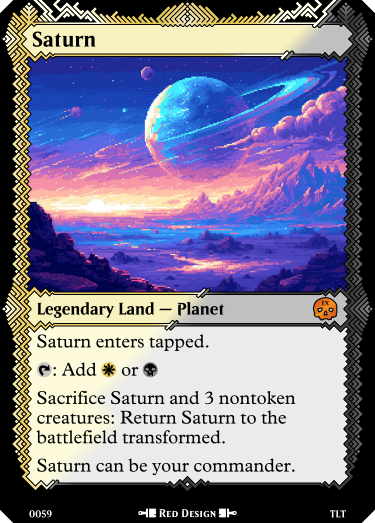 Saturn
Legendary Land — Planet
Saturn enters tapped.
: Add or
Sacrifice Saturn and 3 nontoken
creatures: Return Saturn to the
battlefield transformed.
Saturn can be your commander.
0059
Red Design
TLT